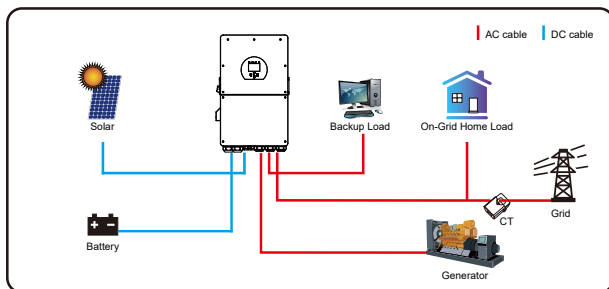 AC cable
DC cable
Solar
Backup Load
On-Grid Home Load
CT
Grid
Battery
Generator